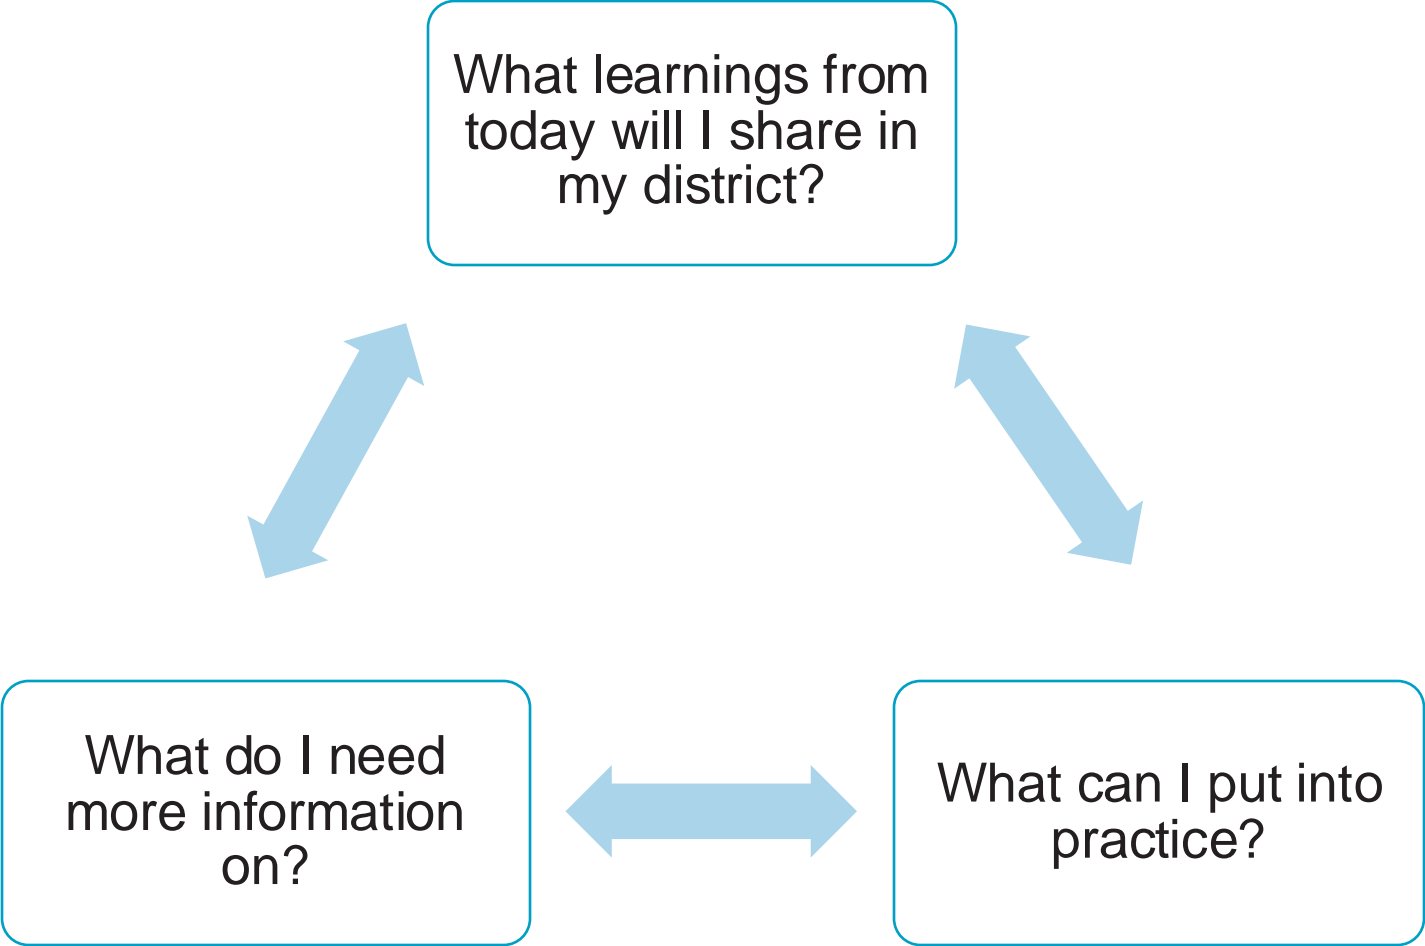 What learnings from
today will I share in
my district?
What do I need
more information
on?
What can I put into
practice?